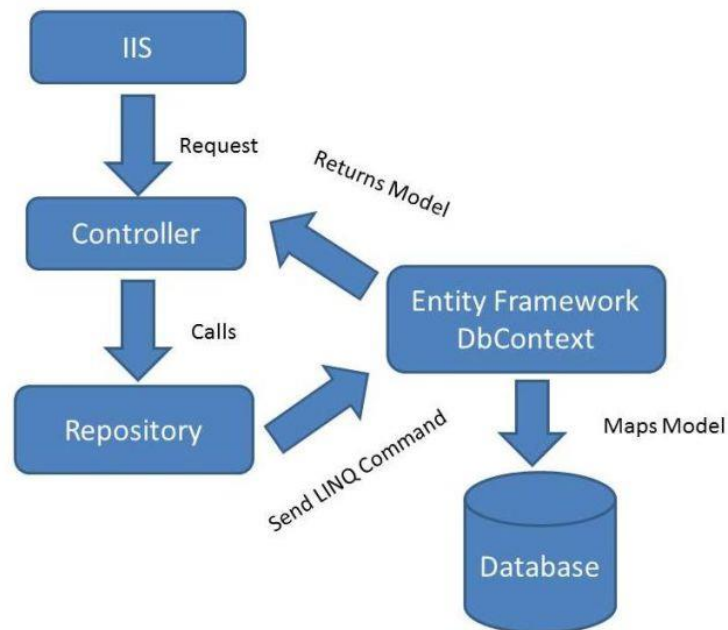 IIS
Request
Returns Model
Controller
Entity Framework
DbContext
Calls
Maps Model
Repository
Send LINQ Command
Database